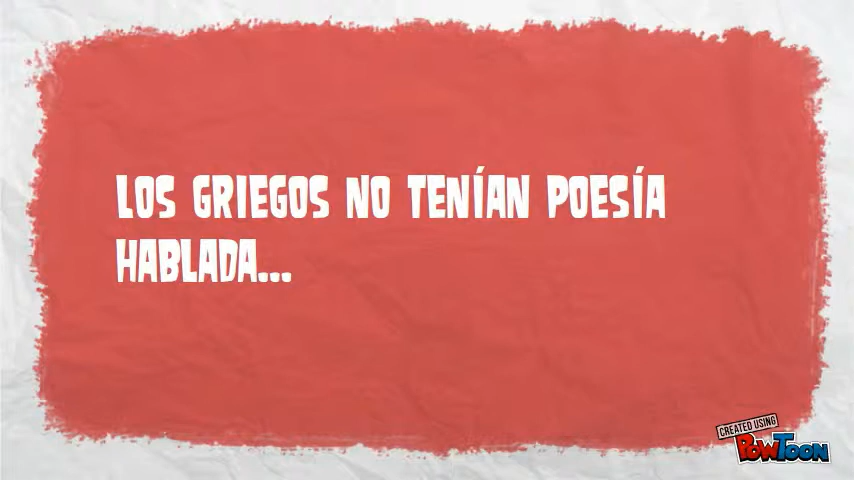 LOS GRIEGOS NO TENÍAN POESÍA
HABLADA...
CREATED USING
POWTOON